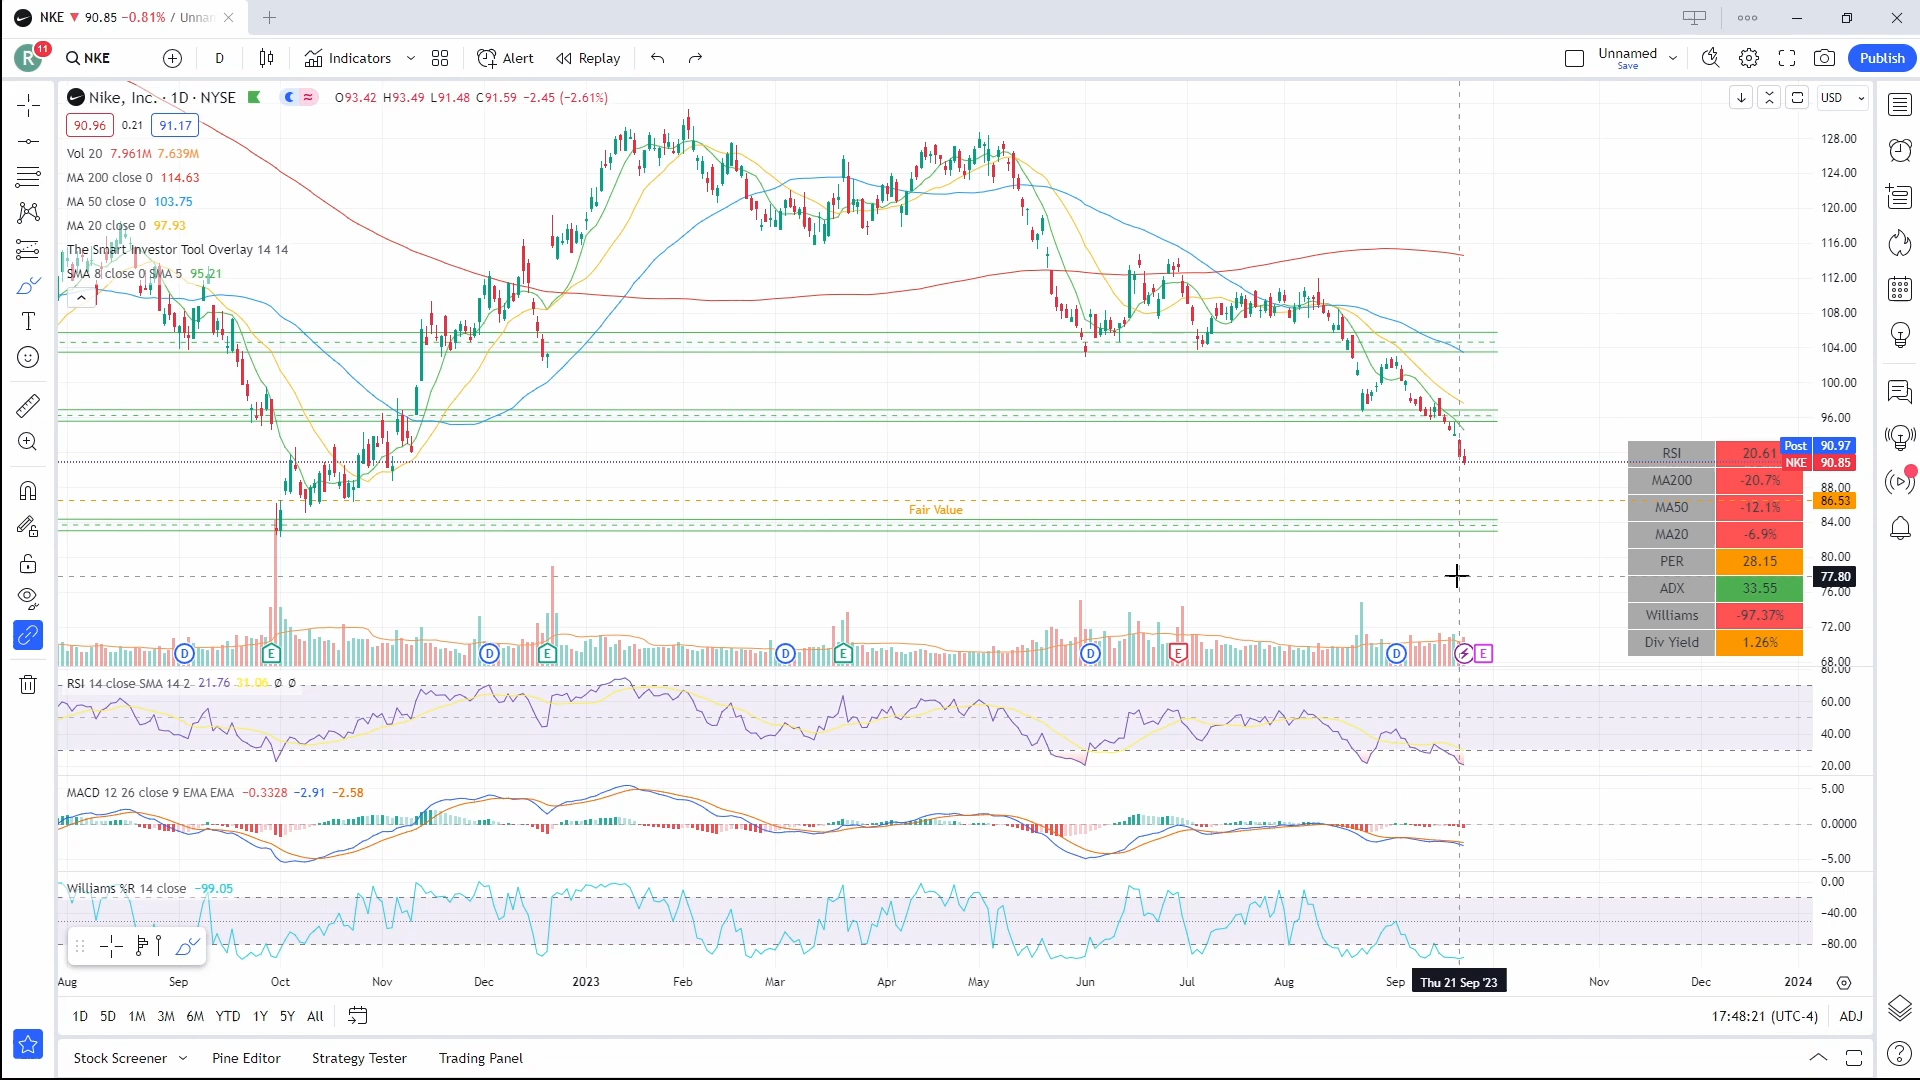 NKE ▼ 90.85 −0.81% / Unnan
R 11 NKE D Indicators Alert Replay Unnamed Save Publish
Nike, Inc. · 1D · NYSE O93.42 H93.49 L91.48 C91.59 −2.45 (−2.61%) USD
90.96 0.21 91.17
Vol 20 7.961M 7.639M
MA 200 close 0 114.63
MA 50 close 0 103.75
MA 20 close 0 97.93
The Smart Investor Tool Overlay 14 14
SMA 8 close 0 SMA 5 95.21
128.00
124.00
120.00
116.00
112.00
108.00
104.00
100.00
96.00
Post 90.97
NKE 90.85
88.00
86.53
84.00
80.00
77.80
76.00
72.00
68.00
Fair Value
RSI 20.61
MA200 -20.7%
MA50 -12.1%
MA20 -6.9%
PER 28.15
ADX 33.55
Williams -97.37%
Div Yield 1.26%
D E D E D E D E D E
RSI 14 close SMA 14 2 21.76 31.06 Ø Ø
80.00
60.00
40.00
20.00
MACD 12 26 close 9 EMA EMA −0.3328 −2.91 −2.58
5.00
0.0000
−5.00
Williams %R 14 close −99.05
0.00
−40.00
−80.00
Aug Sep Oct Nov Dec 2023 Feb Mar Apr May Jun Jul Aug Sep Thu 21 Sep '23 Nov Dec 2024
1D 5D 1M 3M 6M YTD 1Y 5Y All 17:48:21 (UTC-4) ADJ
Stock Screener Pine Editor Strategy Tester Trading Panel